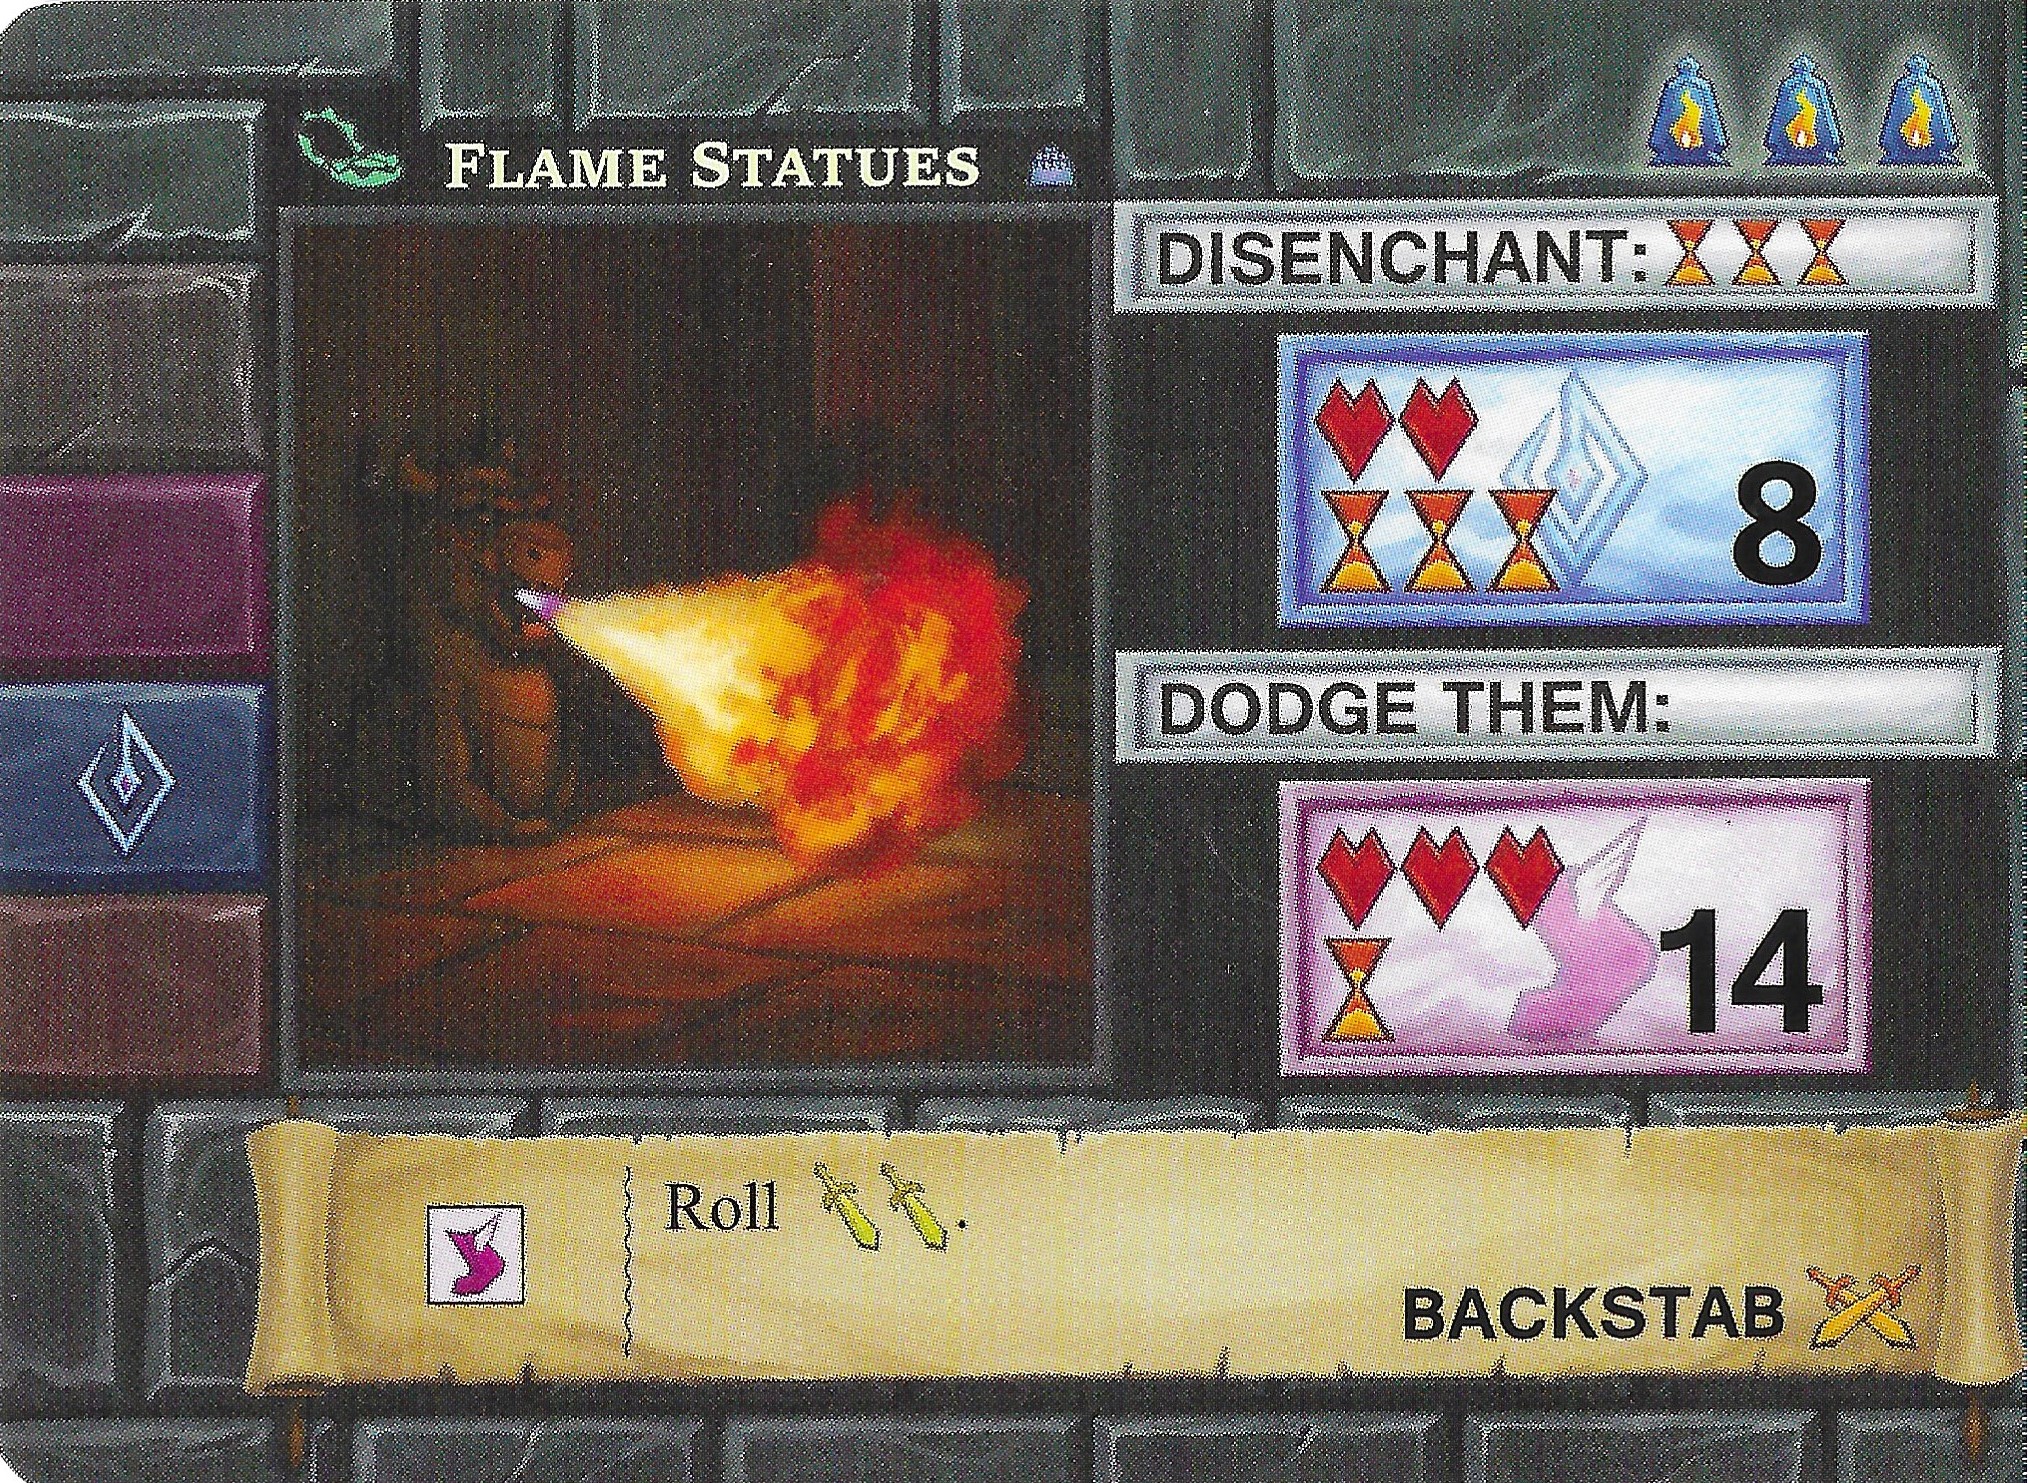 FLAME STATUES
DISENCHANT:
8
DODGE THEM:
14
Roll .
BACKSTAB